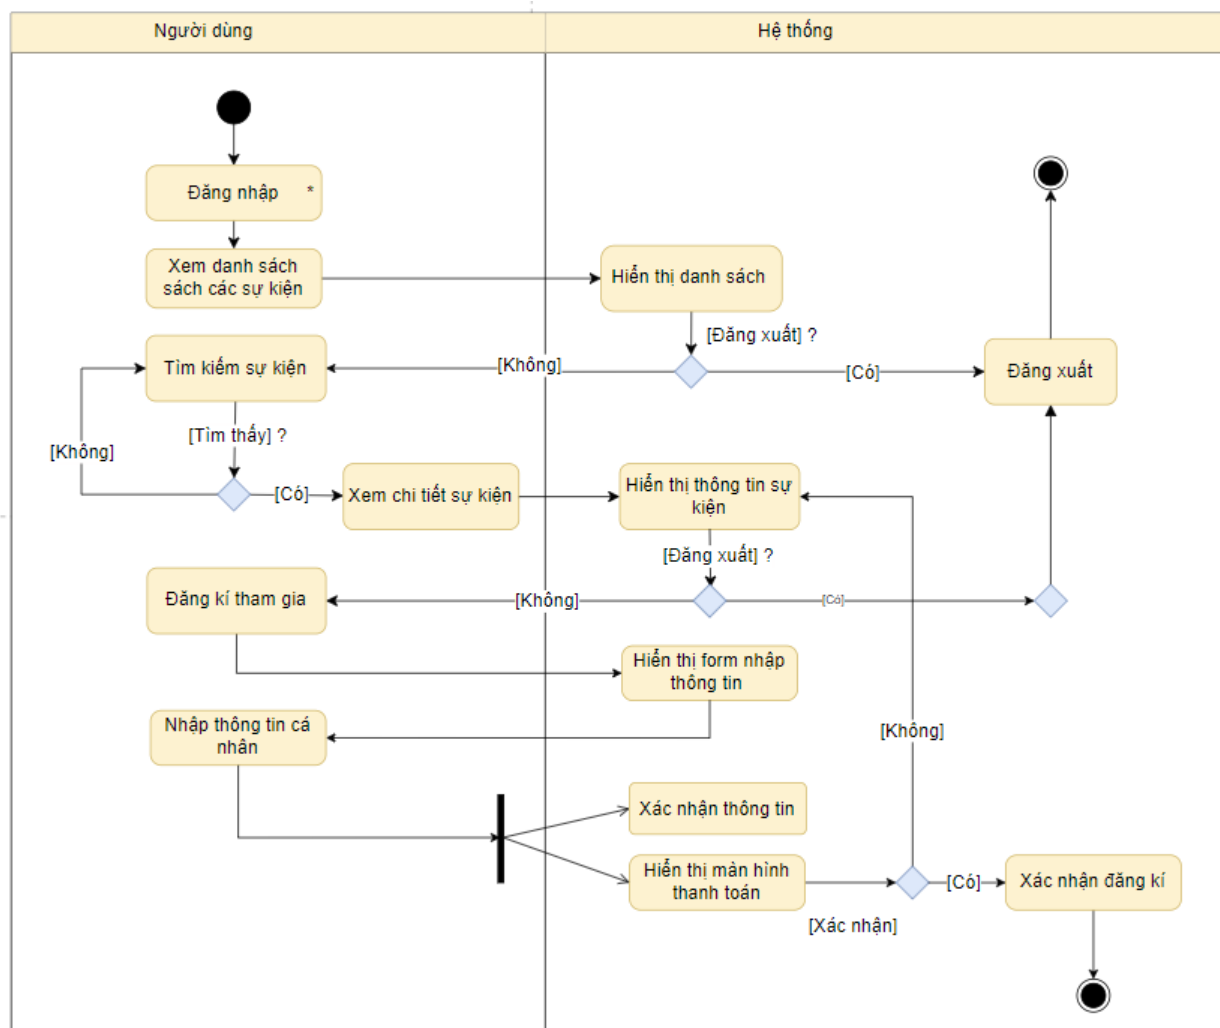 Người dùng
Hệ thống
Đăng nhập *
Xem danh sách
sách các sự kiện
Hiển thị danh sách
[Đăng xuất] ?
[Không]
[Có]
Tìm kiếm sự kiện
Đăng xuất
[Tìm thấy] ?
[Không]
[Có]
Xem chi tiết sự kiện
Hiển thị thông tin sự
kiện
[Đăng xuất] ?
Đăng kí tham gia
[Không]
[Có]
Hiển thị form nhập
thông tin
Nhập thông tin cá
nhân
[Không]
Xác nhận thông tin
Hiển thị màn hình
thanh toán
[Có]
Xác nhận đăng kí
[Xác nhận]